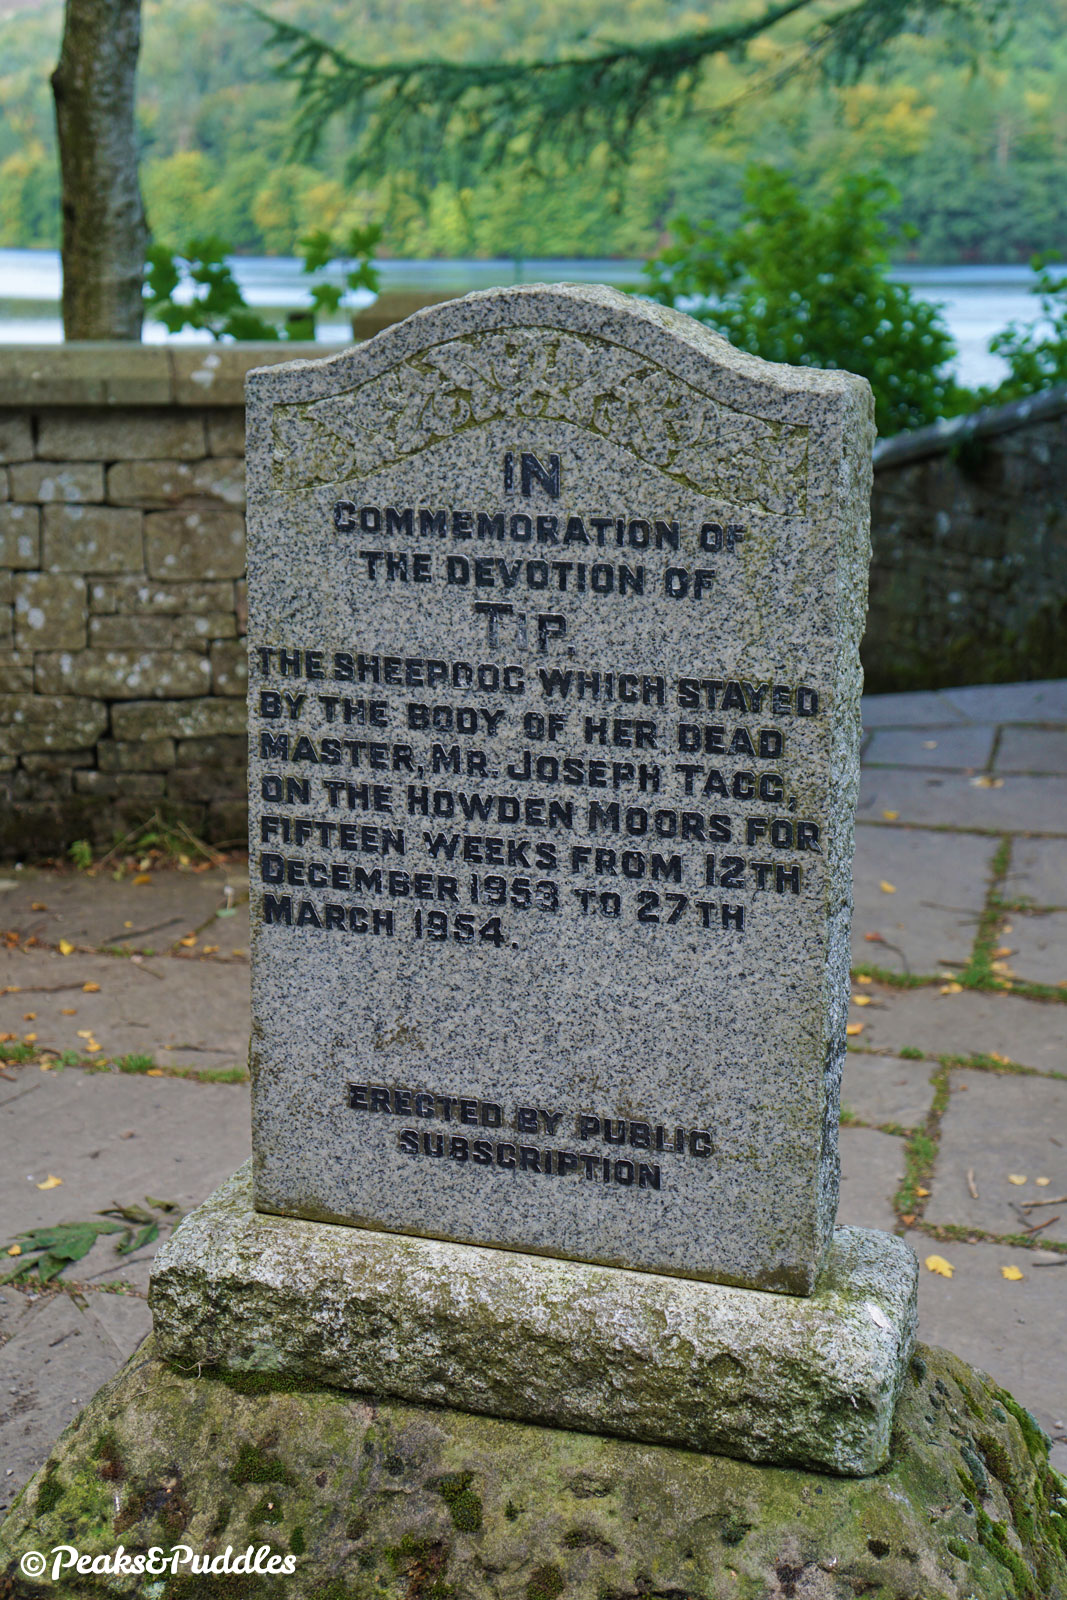 IN
COMMEMORATION OF
THE DEVOTION OF
TIP.
THE SHEEPDOG WHICH STAYED
BY THE BODY OF HER DEAD
MASTER, MR. JOSEPH TAGG,
ON THE HOWDEN MOORS FOR
FIFTEEN WEEKS FROM 12TH
DECEMBER 1953 TO 27TH
MARCH 1954.
ERECTED BY PUBLIC
SUBSCRIPTION
©Peaks&Puddles